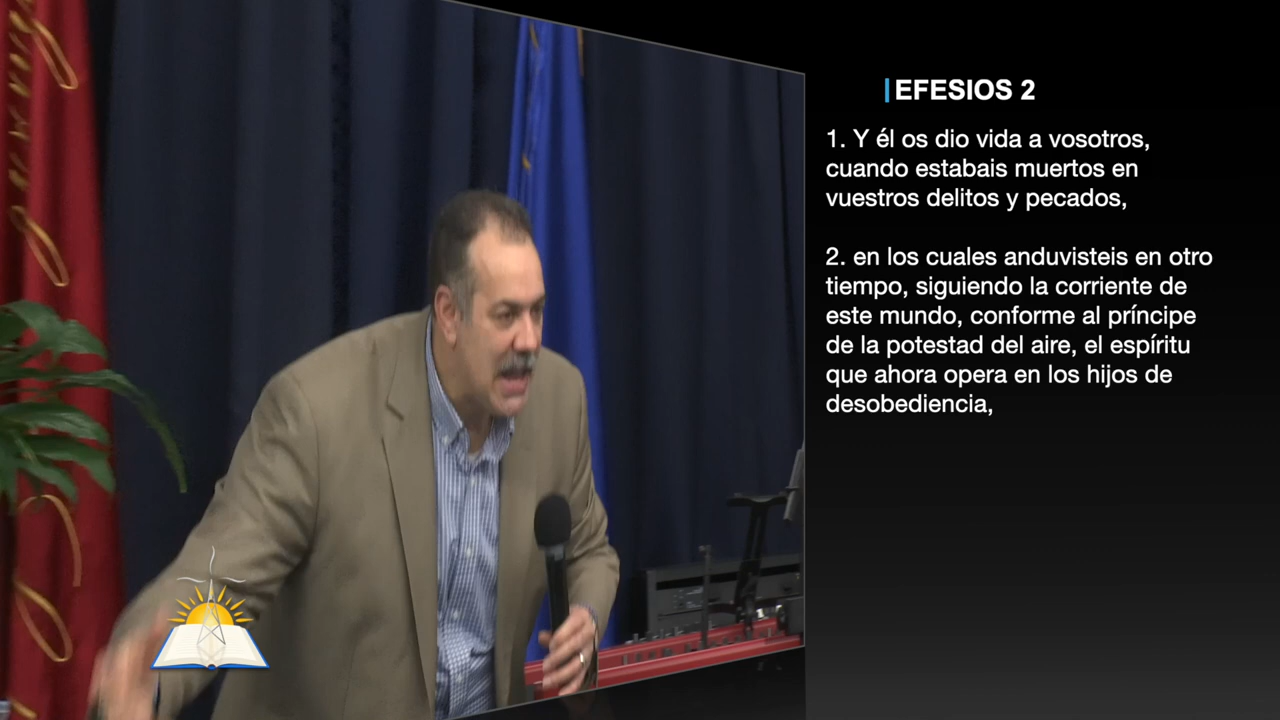 EFESIOS 2
1. Y él os dio vida a vosotros,
cuando estabais muertos en
vuestros delitos y pecados,
2. en los cuales anduvisteis en otro
tiempo, siguiendo la corriente de
este mundo, conforme al príncipe
de la potestad del aire, el espíritu
que ahora opera en los hijos de
desobediencia,